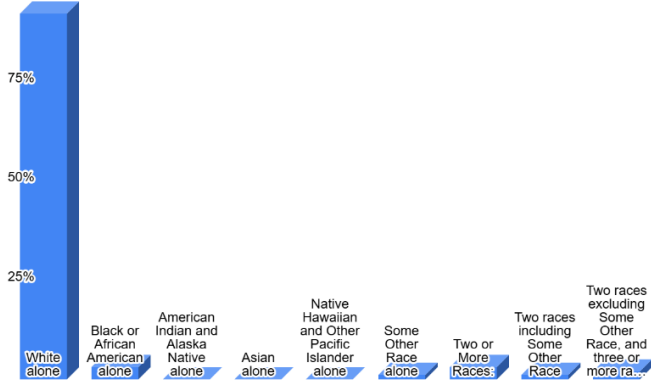 75%
50%
25%
White
alone
Black or
African
American
alone
American
Indian and
Alaska
Native
alone
Asian
alone
Native
Hawaiian
and Other
Pacific
Islander
alone
Some
Other
Race
alone
Two or
More
Races:
Two races
including
Some
Other
Race
Two races
excluding
Some
Other
Race, and
three or
more ra…